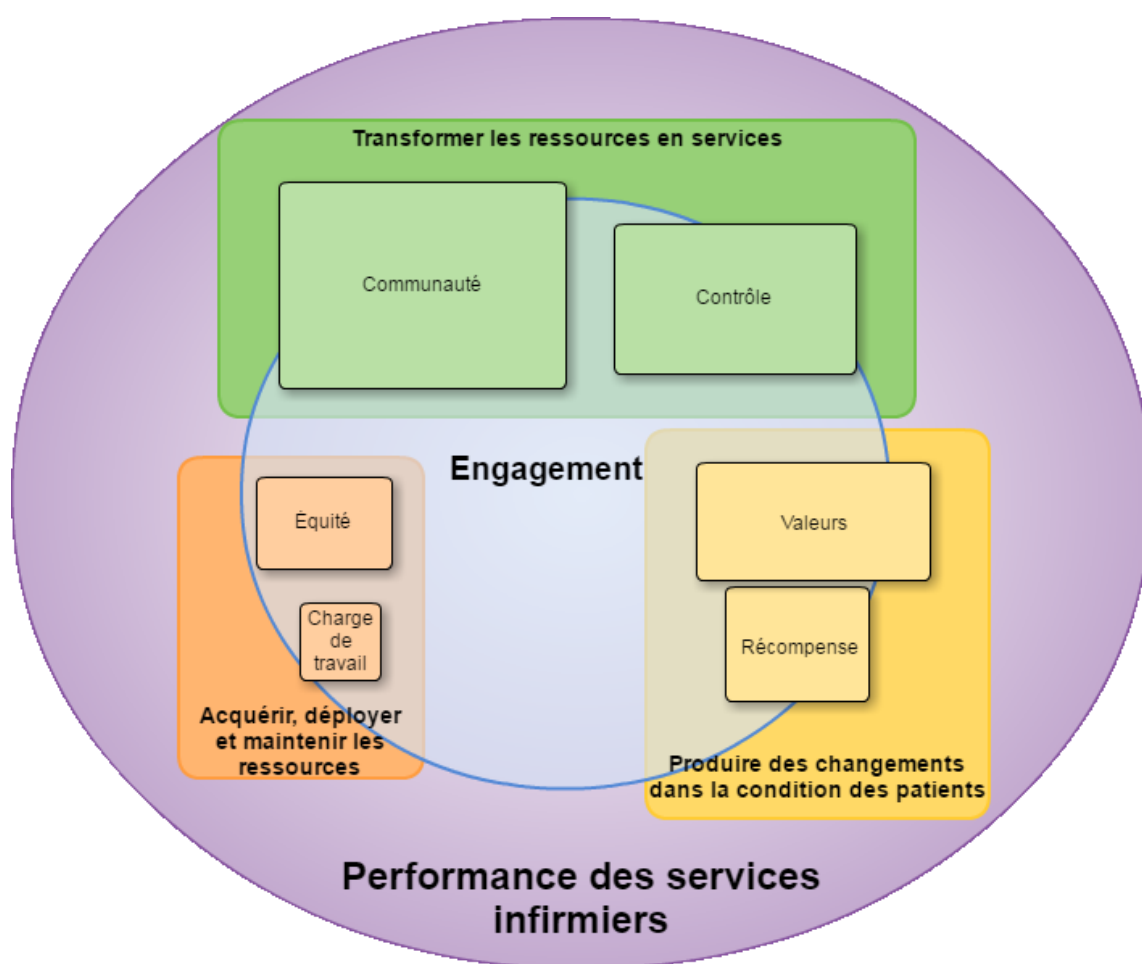 Transformer les ressources en services
Communauté
Contrôle
Engagement
Équité
Valeurs
Charge
de
travail
Récompense
Acquérir, déployer
et maintenir les
ressources
Produire des changements
dans la condition des patients
Performance des services
infirmiers